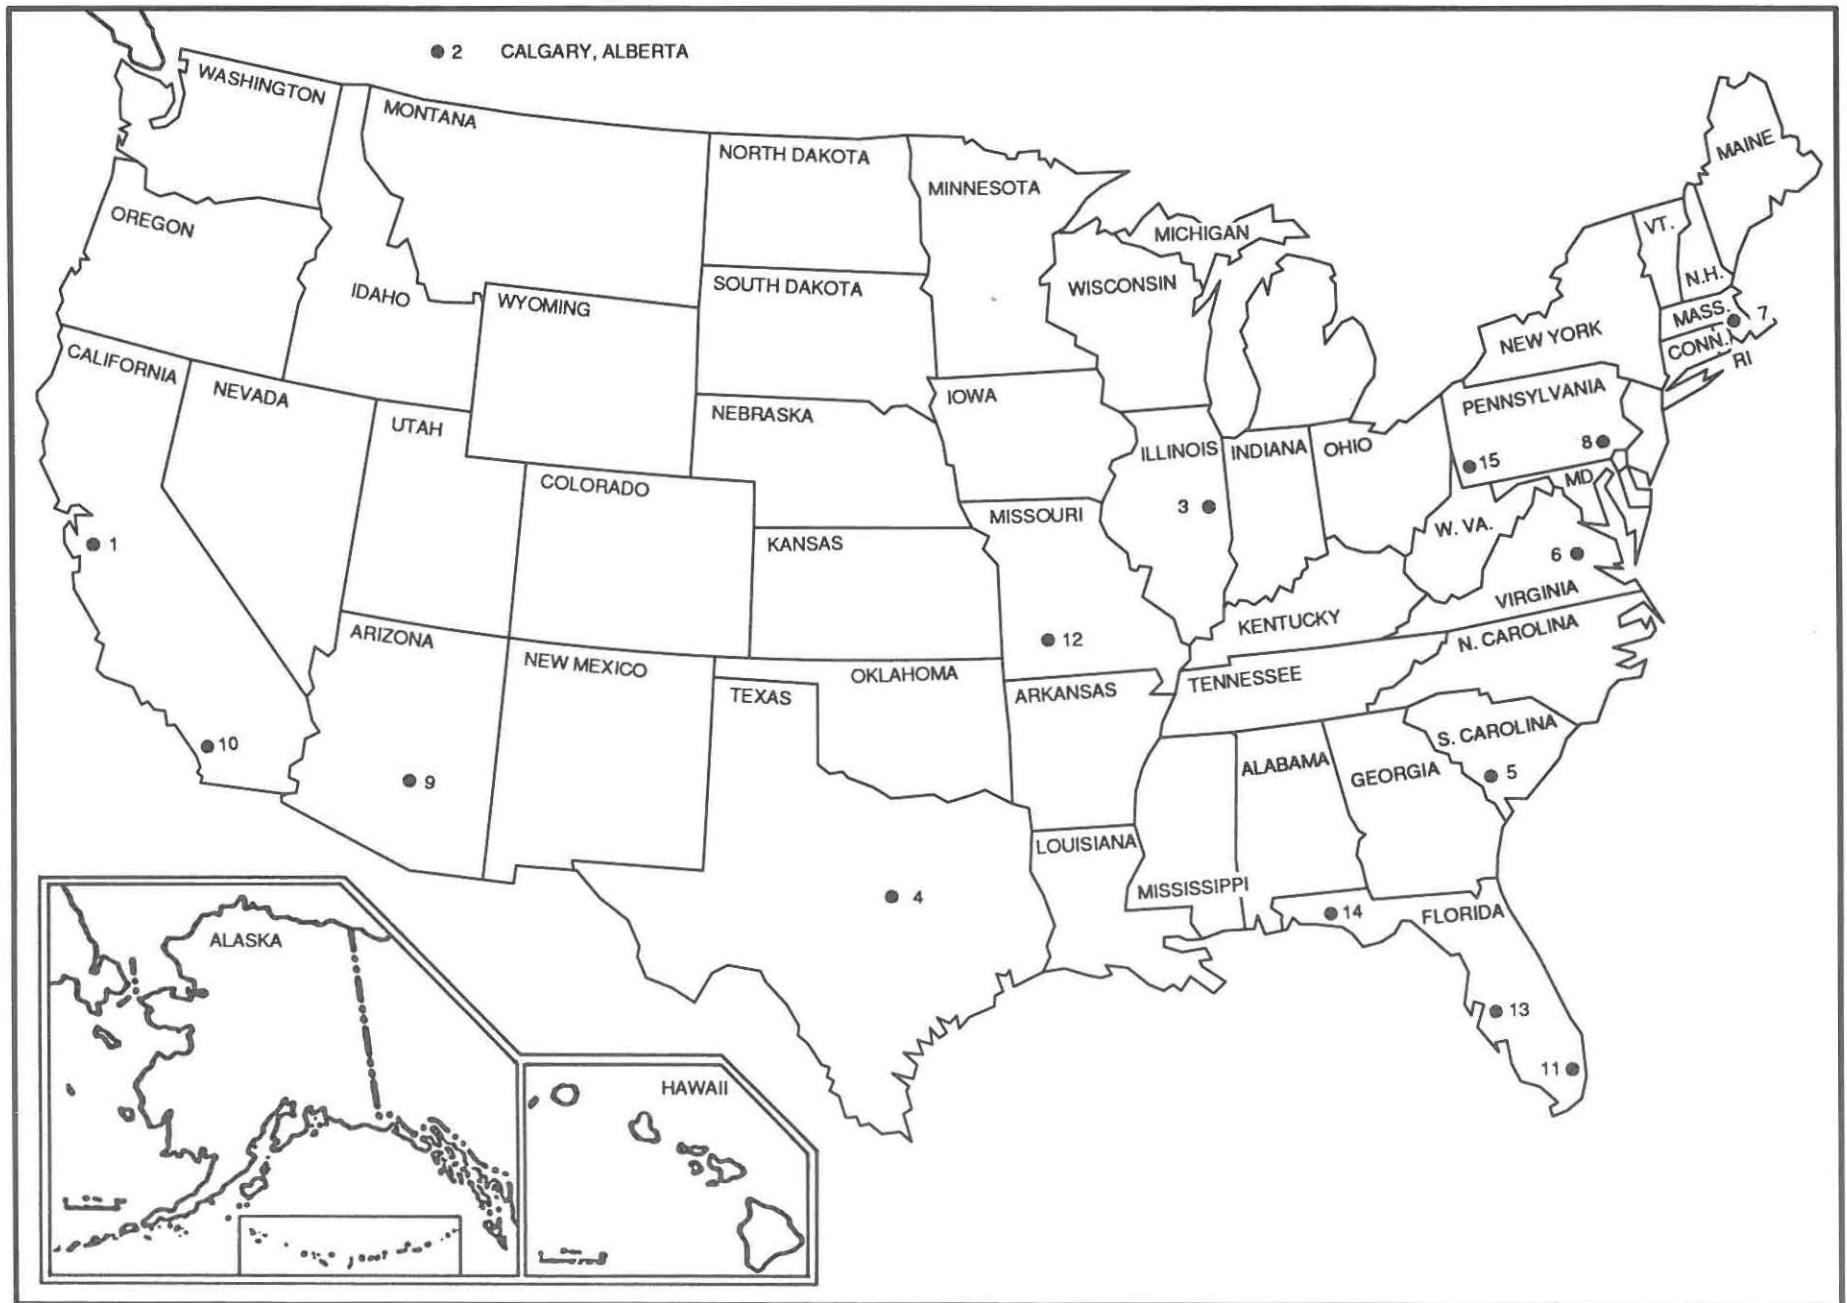 2 CALGARY, ALBERTA
WASHINGTON
MONTANA
NORTH DAKOTA
MINNESOTA
MAINE
OREGON
IDAHO
WYOMING
SOUTH DAKOTA
WISCONSIN
MICHIGAN
VT.
N.H.
MASS.
7
NEW YORK
CONN.
RI
CALIFORNIA
NEVADA
UTAH
NEBRASKA
IOWA
PENNSYLVANIA
8
15
ILLINOIS
INDIANA
OHIO
MD
COLORADO
3
MISSOURI
W. VA.
1
KANSAS
6
VIRGINIA
KENTUCKY
12
N. CAROLINA
ARIZONA
NEW MEXICO
OKLAHOMA
TEXAS
ARKANSAS
TENNESSEE
S. CAROLINA
10
9
ALABAMA
GEORGIA
5
LOUISIANA
MISSISSIPPI
4
14
FLORIDA
13
11
ALASKA
HAWAII